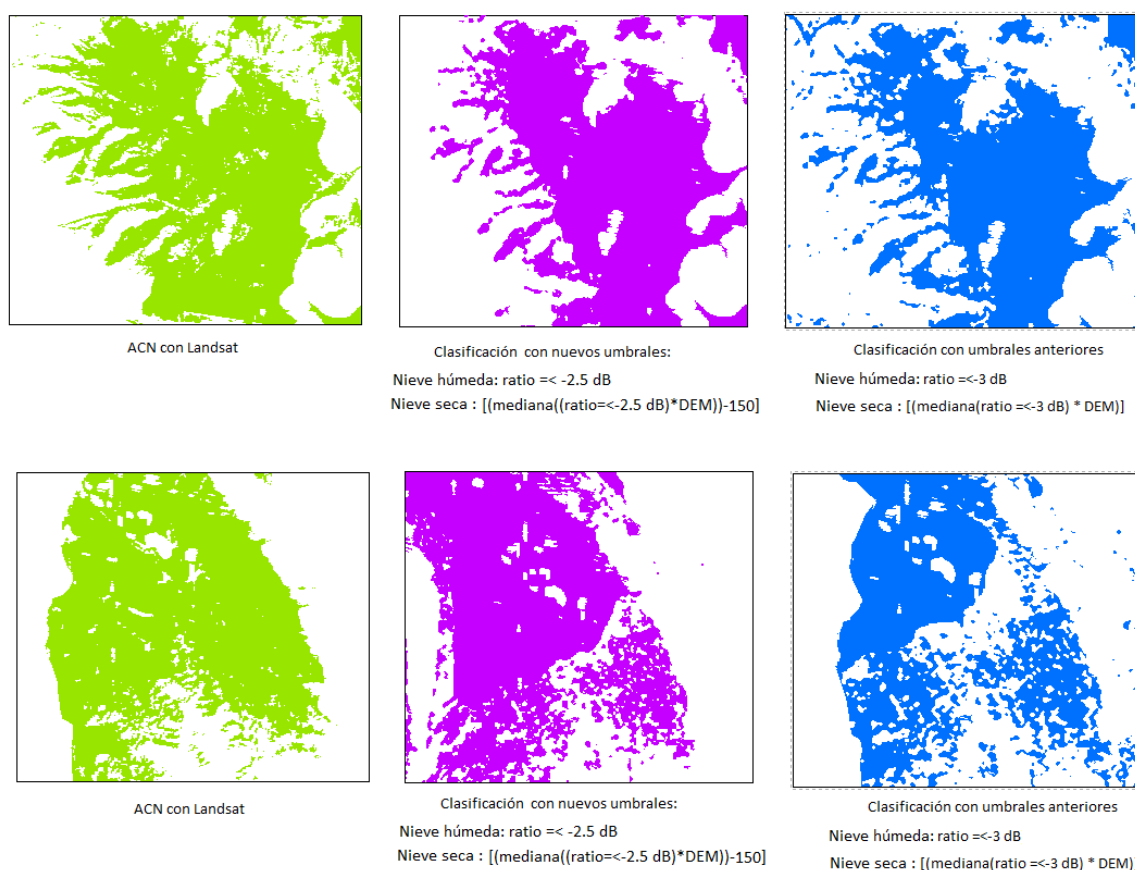 ACN con Landsat
Clasificación con nuevos umbrales:
Nieve húmeda: ratio =< -2.5 dB
Nieve seca : [(mediana((ratio=<-2.5 dB)*DEM))-150]
Clasificación con umbrales anteriores
Nieve húmeda: ratio =<-3 dB
Nieve seca : [(mediana(ratio =<-3 dB) * DEM)]
ACN con Landsat
Clasificación con nuevos umbrales:
Nieve húmeda: ratio =< -2.5 dB
Nieve seca : [(mediana((ratio=<-2.5 dB)*DEM))-150]
Clasificación con umbrales anteriores
Nieve húmeda: ratio =<-3 dB
Nieve seca : [(mediana(ratio =<-3 dB) * DEM)